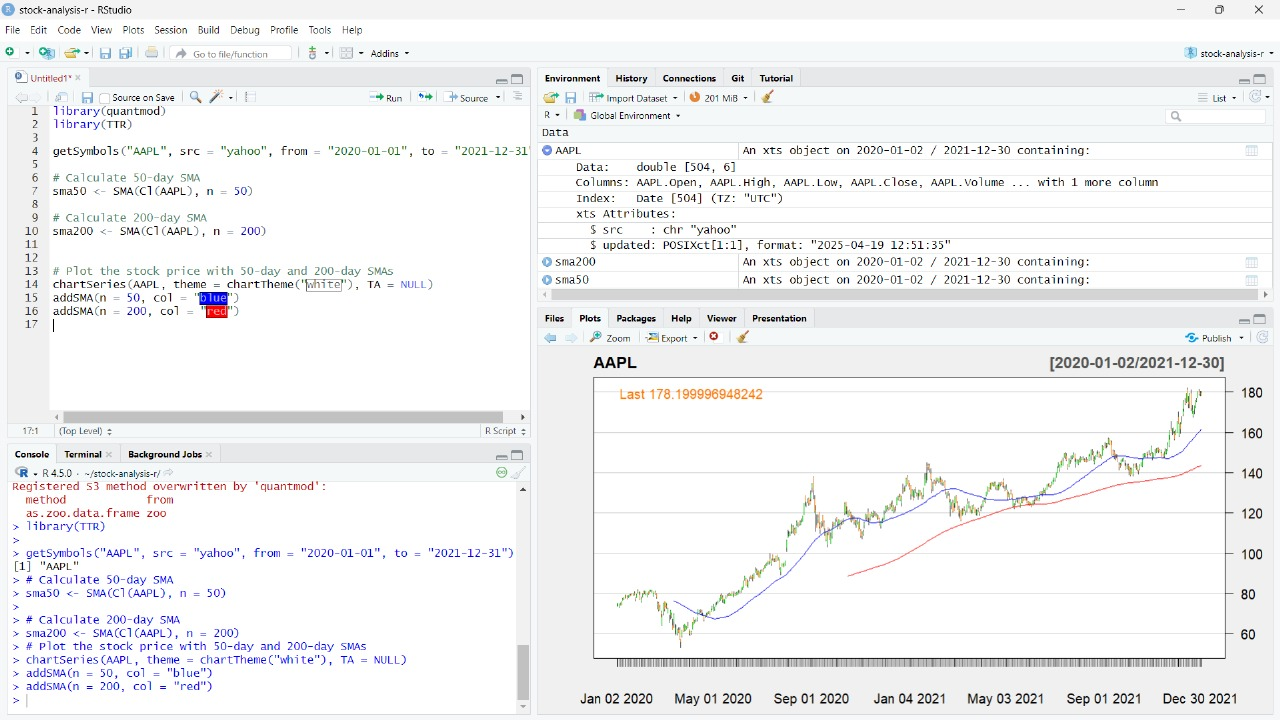 stock-analysis-r - RStudio
File Edit Code View Plots Session Build Debug Profile Tools Help
Go to file/function Addins stock-analysis-r
Untitled1*
Source on Save Run Source
1 library(quantmod)
2 library(TTR)
3
4 getSymbols("AAPL", src = "yahoo", from = "2020-01-01", to = "2021-12-31"
5
6 # Calculate 50-day SMA
7 sma50 <- SMA(Cl(AAPL), n = 50)
8
9 # Calculate 200-day SMA
10 sma200 <- SMA(Cl(AAPL), n = 200)
11
12
13 # Plot the stock price with 50-day and 200-day SMAs
14 chartSeries(AAPL, theme = chartTheme("white"), TA = NULL)
15 addSMA(n = 50, col = "blue")
16 addSMA(n = 200, col = "red")
17
17:1 (Top Level) R Script
Console Terminal Background Jobs
R R 4.5.0 · ~/stock-analysis-r/
Registered S3 method overwritten by 'quantmod':
method from
as.zoo.data.frame zoo
> library(TTR)
>
> getSymbols("AAPL", src = "yahoo", from = "2020-01-01", to = "2021-12-31")
[1] "AAPL"
> # Calculate 50-day SMA
> sma50 <- SMA(Cl(AAPL), n = 50)
>
> # Calculate 200-day SMA
> sma200 <- SMA(Cl(AAPL), n = 200)
> # Plot the stock price with 50-day and 200-day SMAs
> chartSeries(AAPL, theme = chartTheme("white"), TA = NULL)
> addSMA(n = 50, col = "blue")
> addSMA(n = 200, col = "red")
>
Environment History Connections Git Tutorial
Import Dataset 201 MiB List
R Global Environment
Data
AAPL An xts object on 2020-01-02 / 2021-12-30 containing:
Data: double [504, 6]
Columns: AAPL.Open, AAPL.High, AAPL.Low, AAPL.Close, AAPL.Volume ... with 1 more column
Index: Date [504] (TZ: "UTC")
xts Attributes:
$ src : chr "yahoo"
$ updated: POSIXct[1:1], format: "2025-04-19 12:51:35"
sma200 An xts object on 2020-01-02 / 2021-12-30 containing:
sma50 An xts object on 2020-01-02 / 2021-12-30 containing:
Files Plots Packages Help Viewer Presentation
Zoom Export Publish
AAPL [2020-01-02/2021-12-30]
Last 178.199996948242
180
160
140
120
100
80
60
Jan 02 2020 May 01 2020 Sep 01 2020 Jan 04 2021 May 03 2021 Sep 01 2021 Dec 30 2021